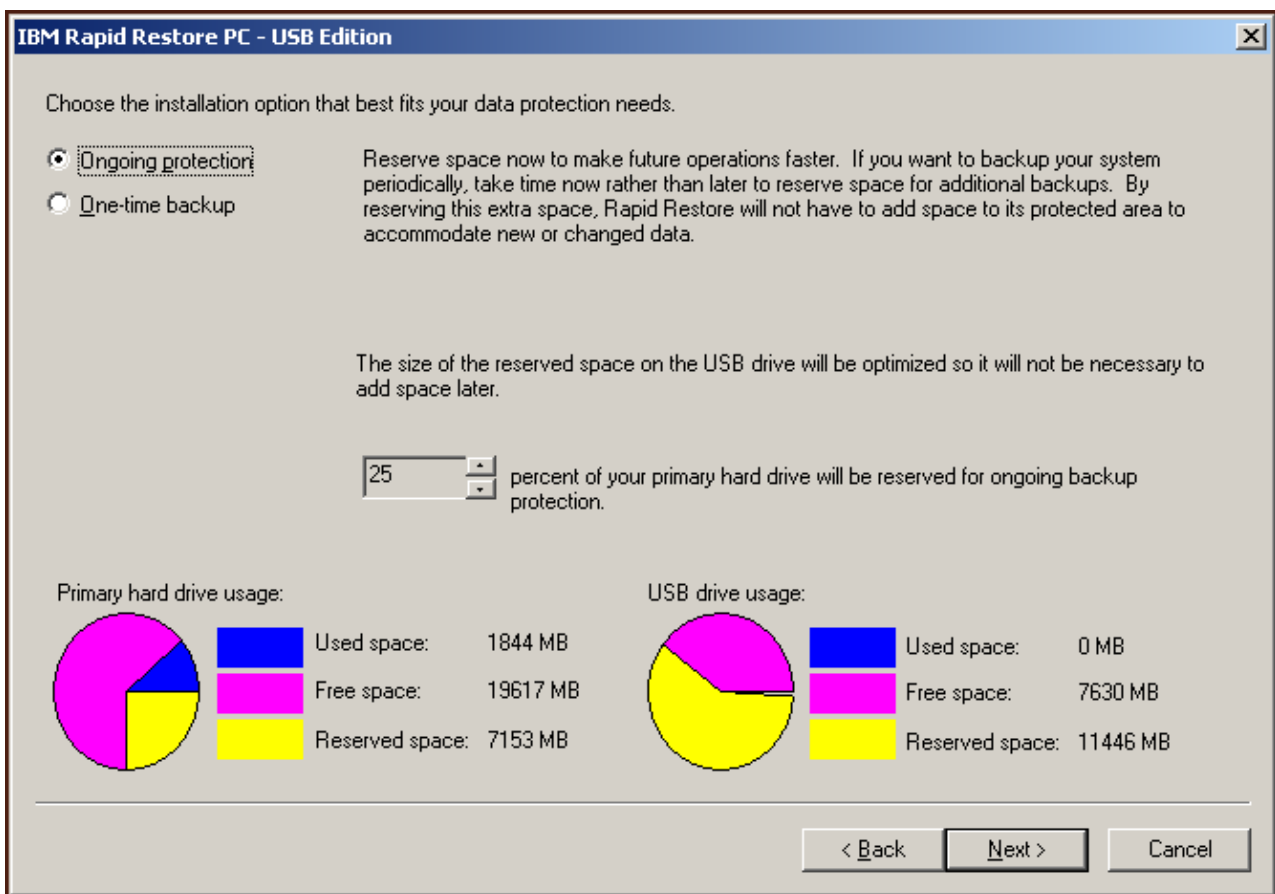 IBM Rapid Restore PC - USB Edition
Choose the installation option that best fits your data protection needs.
Ongoing protection
One-time backup
Reserve space now to make future operations faster.  If you want to backup your system
periodically, take time now rather than later to reserve space for additional backups.  By
reserving this extra space, Rapid Restore will not have to add space to its protected area to
accommodate new or changed data.
The size of the reserved space on the USB drive will be optimized so it will not be necessary to
add space later.
25
percent of your primary hard drive will be reserved for ongoing backup
protection.
Primary hard drive usage:
Used space: 1844 MB
Free space: 19617 MB
Reserved space: 7153 MB
USB drive usage:
Used space: 0 MB
Free space: 7630 MB
Reserved space: 11446 MB
< Back
Next >
Cancel